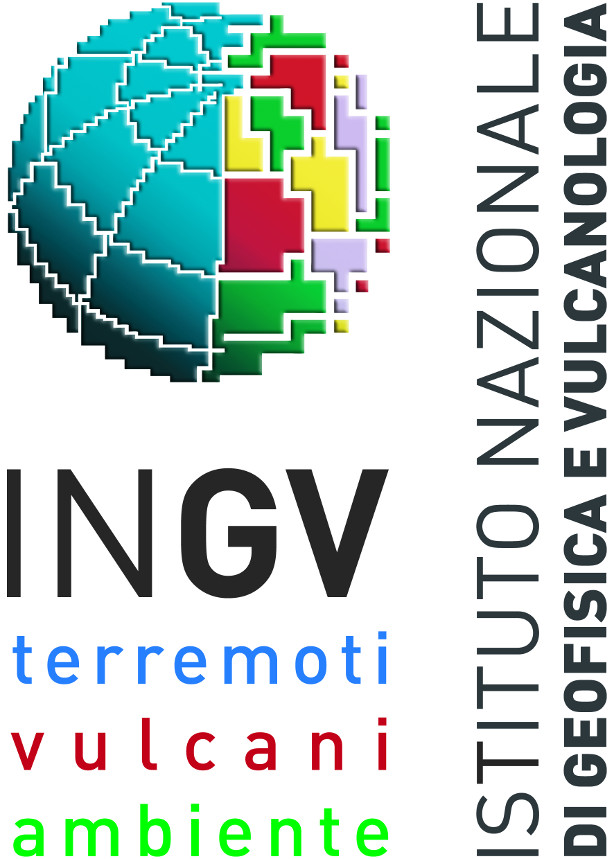 INGV
terremoti
vulcani
ambiente
ISTITUTO NAZIONALE
DI GEOFISICA E VULCANOLOGIA